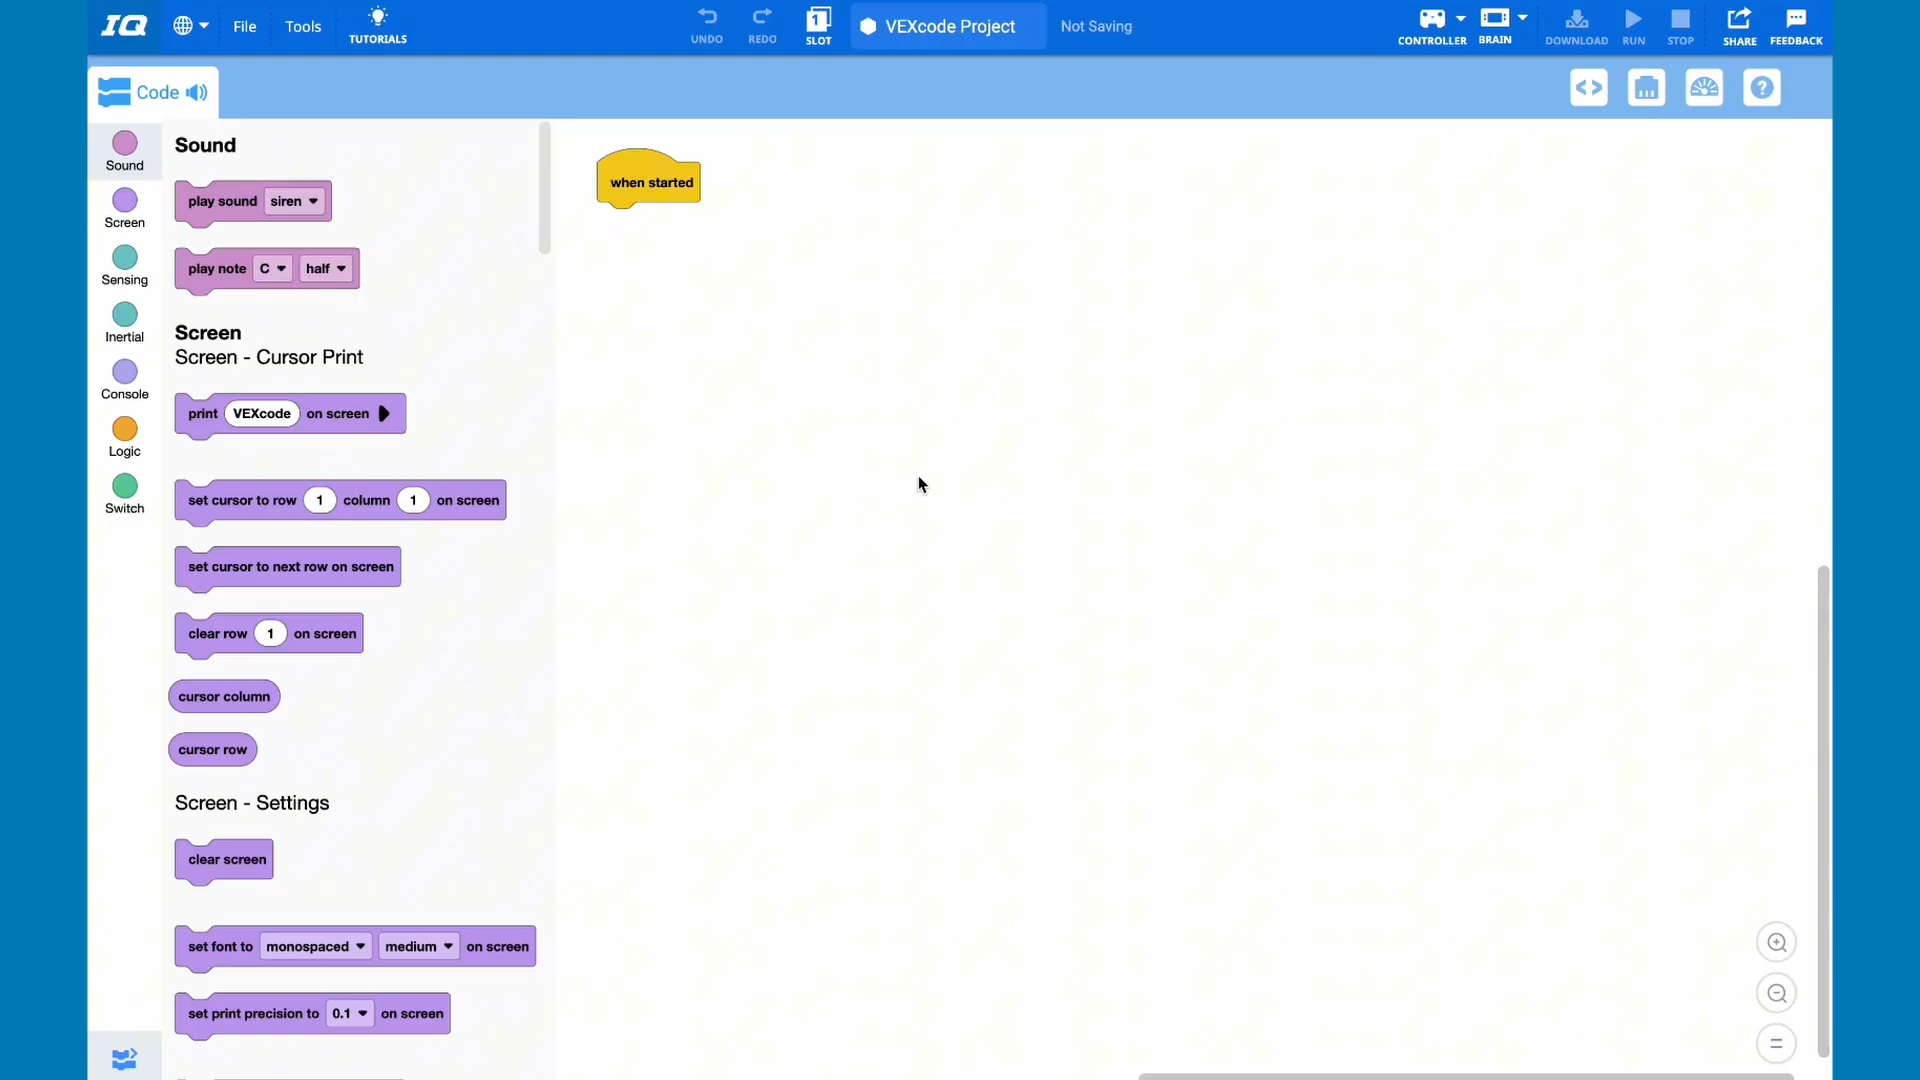 IQ
File
Tools
TUTORIALS
UNDO
REDO
1
SLOT
VEXcode Project
Not Saving
CONTROLLER
BRAIN
DOWNLOAD
RUN
STOP
SHARE
FEEDBACK
Code
?
Sound
Screen
Sensing
Inertial
Console
Logic
Switch
Sound
play sound siren
play note C half
Screen
Screen - Cursor Print
print VEXcode on screen
set cursor to row 1 column 1 on screen
set cursor to next row on screen
clear row 1 on screen
cursor column
cursor row
Screen - Settings
clear screen
set font to monospaced medium on screen
set print precision to 0.1 on screen
when started